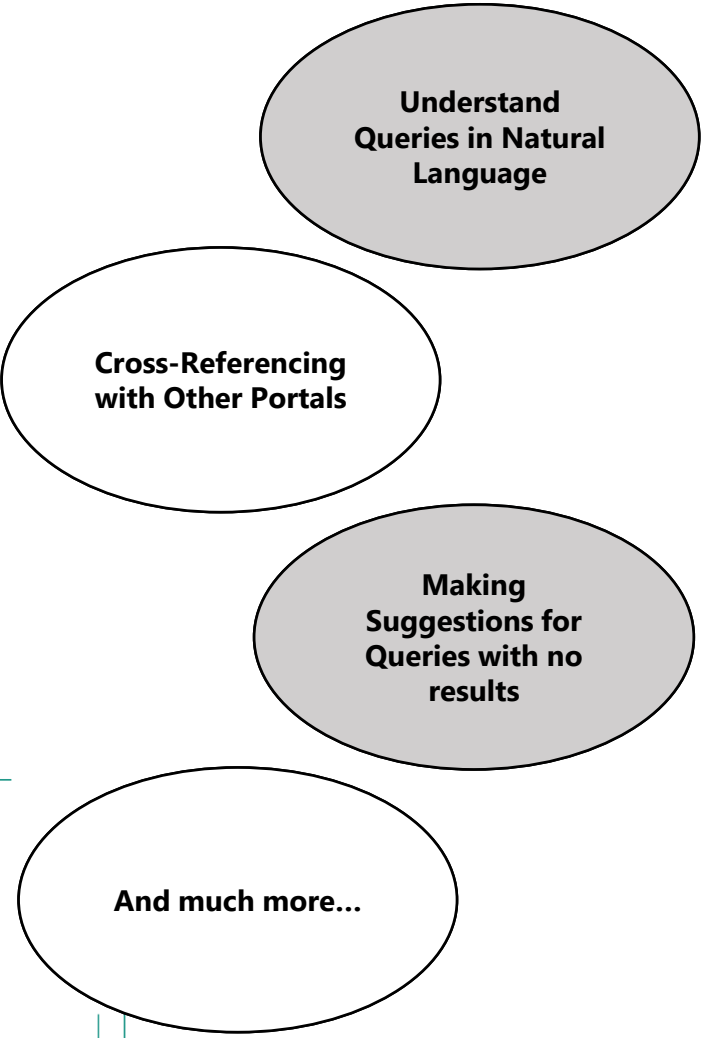 Understand
Queries in Natural
Language
Cross-Referencing
with Other Portals
Making
Suggestions for
Queries with no
results
And much more...